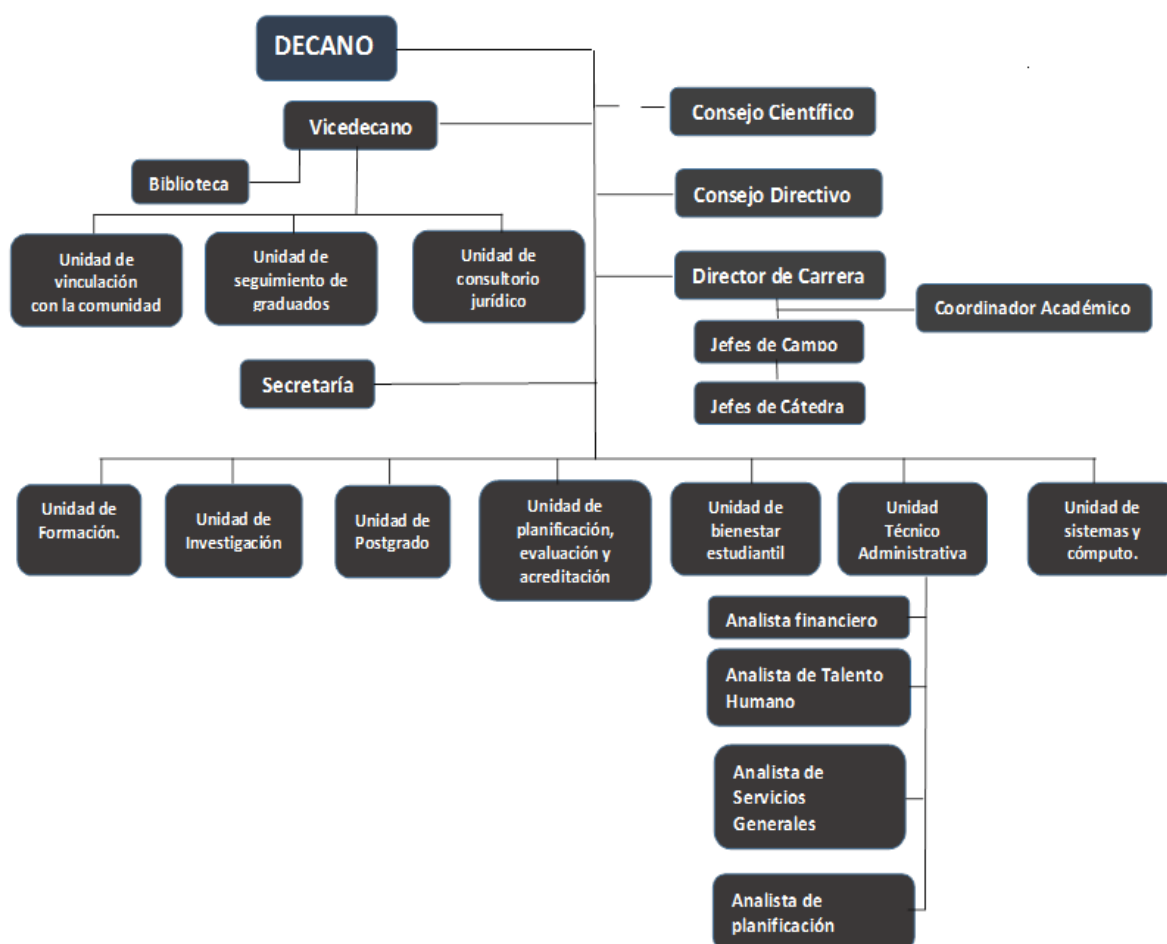 DECANO
Consejo Científico
Vicedecano
Biblioteca
Consejo Directivo
Unidad de
vinculación
con la comunidad
Unidad de
seguimiento de
graduados
Unidad de
consultorio
jurídico
Director de Carrera
Coordinador Académico
Jefes de Campo
Secretaría
Jefes de Cátedra
Unidad de
Formación.
Unidad de
Investigación
Unidad de
Postgrado
Unidad de
planificación,
evaluación y
acreditación
Unidad de
bienestar
estudiantil
Unidad
Técnico
Administrativa
Unidad de
sistemas y
cómputo.
Analista financiero
Analista de Talento
Humano
Analista de
Servicios
Generales
Analista de
planificación